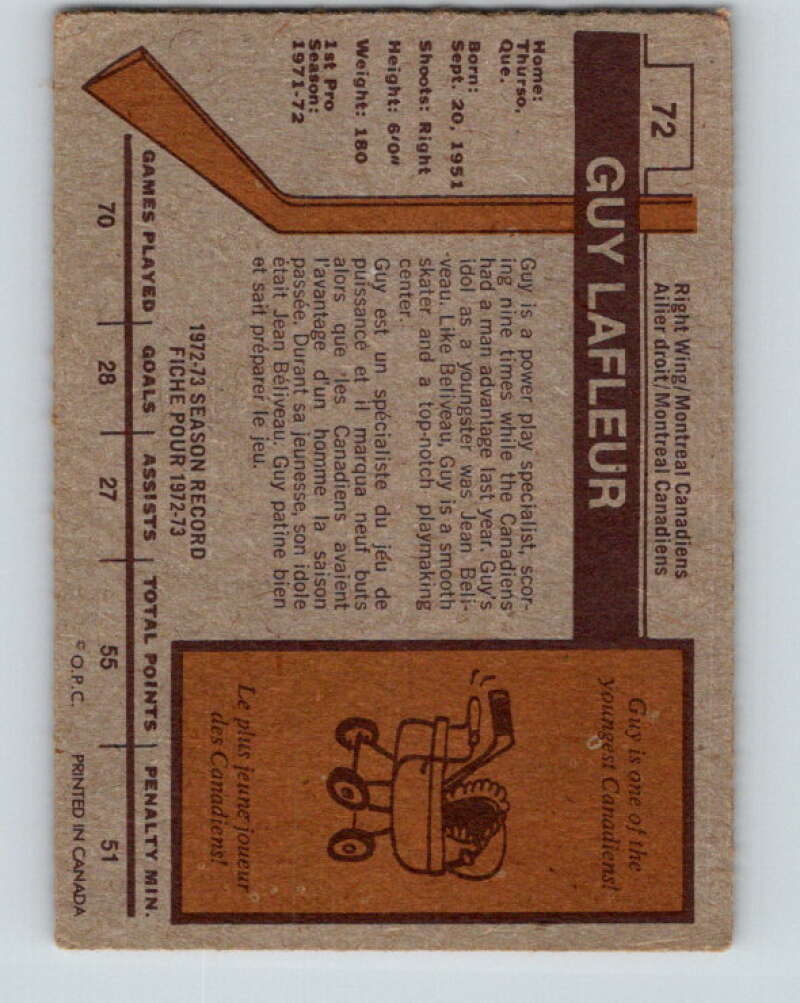 72
Right Wing/Montreal Canadiens
Ailier droit/Montreal Canadiens
GUY LAFLEUR
Home:
Thurso,
Que.
Born:
Sept. 20, 1951
Shoots: Right
Height: 6'0"
Weight: 180
1st Pro
Season:
1971-72
Guy is a power play specialist, scor-
ing nine times while the Canadiens
had a man advantage last year. Guy's
idol as a youngster was Jean Beli-
veau. Like Beliveau, Guy is a smooth
skater and a top-notch playmaking
center.
Guy est un spécialiste du jeu de
puissance et il marqua neuf buts
alors que les Canadiens avaient
l'avantage d'un homme la saison
passée. Durant sa jeunesse, son idole
était Jean Béliveau. Guy patine bien
et sait préparer le jeu.
Guy is one of the
youngest Canadiens!
Le plus jeune joueur
des Canadiens!
1972-73 SEASON RECORD
FICHE POUR 1972-73
GAMES PLAYED GOALS ASSISTS TOTAL POINTS PENALTY MIN.
70 28 27 55 51
© O.P.C. PRINTED IN CANADA